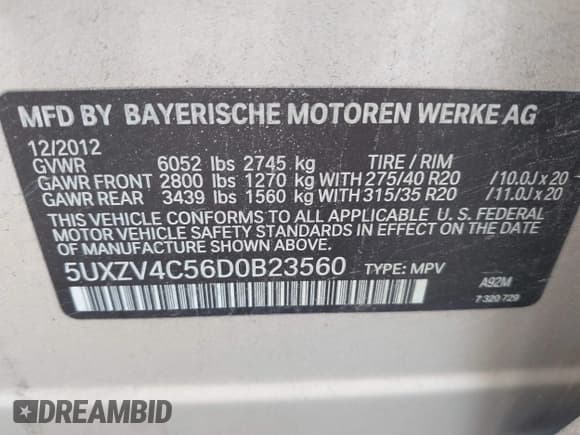 MFD BY BAYERISCHE MOTOREN WERKE AG
12/2012
GVWR 6052 lbs 2745 kg TIRE / RIM
GAWR FRONT 2800 lbs 1270 kg WITH 275/40 R20 /10.0J x 20
GAWR REAR 3439 lbs 1560 kg WITH 315/35 R20 /11.0J x 20
THIS VEHICLE CONFORMS TO ALL APPLICABLE U. S. FEDERAL
MOTOR VEHICLE SAFETY STANDARDS IN EFFECT ON THE
DATE OF MANUFACTURE SHOWN ABOVE.
5UXZV4C56D0B23560 TYPE: MPV
A92M
7 320 729
DREAMBID